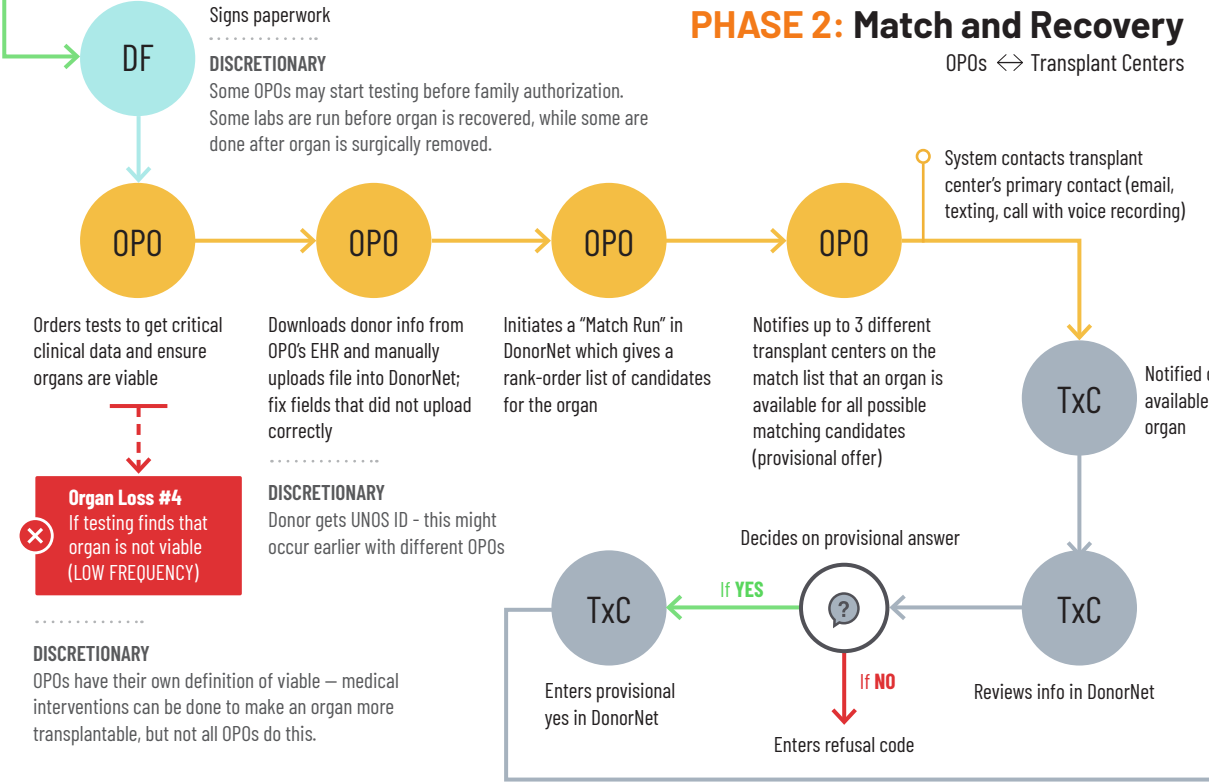 PHASE 2: Match and Recovery
OPOs ↔ Transplant Centers
DF
Signs paperwork
DISCRETIONARY
Some OPOs may start testing before family authorization.
Some labs are run before organ is recovered, while some are
done after organ is surgically removed.
System contacts transplant
center's primary contact (email,
texting, call with voice recording)
OPO
Orders tests to get critical
clinical data and ensure
organs are viable
OPO
Downloads donor info from
OPO's EHR and manually
uploads file into DonorNet;
fix fields that did not upload
correctly
DISCRETIONARY
Donor gets UNOS ID - this might
occur earlier with different OPOs
OPO
Initiates a "Match Run" in
DonorNet which gives a
rank-order list of candidates
for the organ
OPO
Notifies up to 3 different
transplant centers on the
match list that an organ is
available for all possible
matching candidates
(provisional offer)
TxC
Notified
available
organ
Organ Loss #4
If testing finds that
organ is not viable
(LOW FREQUENCY)
DISCRETIONARY
OPOs have their own definition of viable – medical
interventions can be done to make an organ more
transplantable, but not all OPOs do this.
TxC
Reviews info in DonorNet
Decides on provisional answer
?
If YES
If NO
Enters refusal code
TxC
Enters provisional
yes in DonorNet